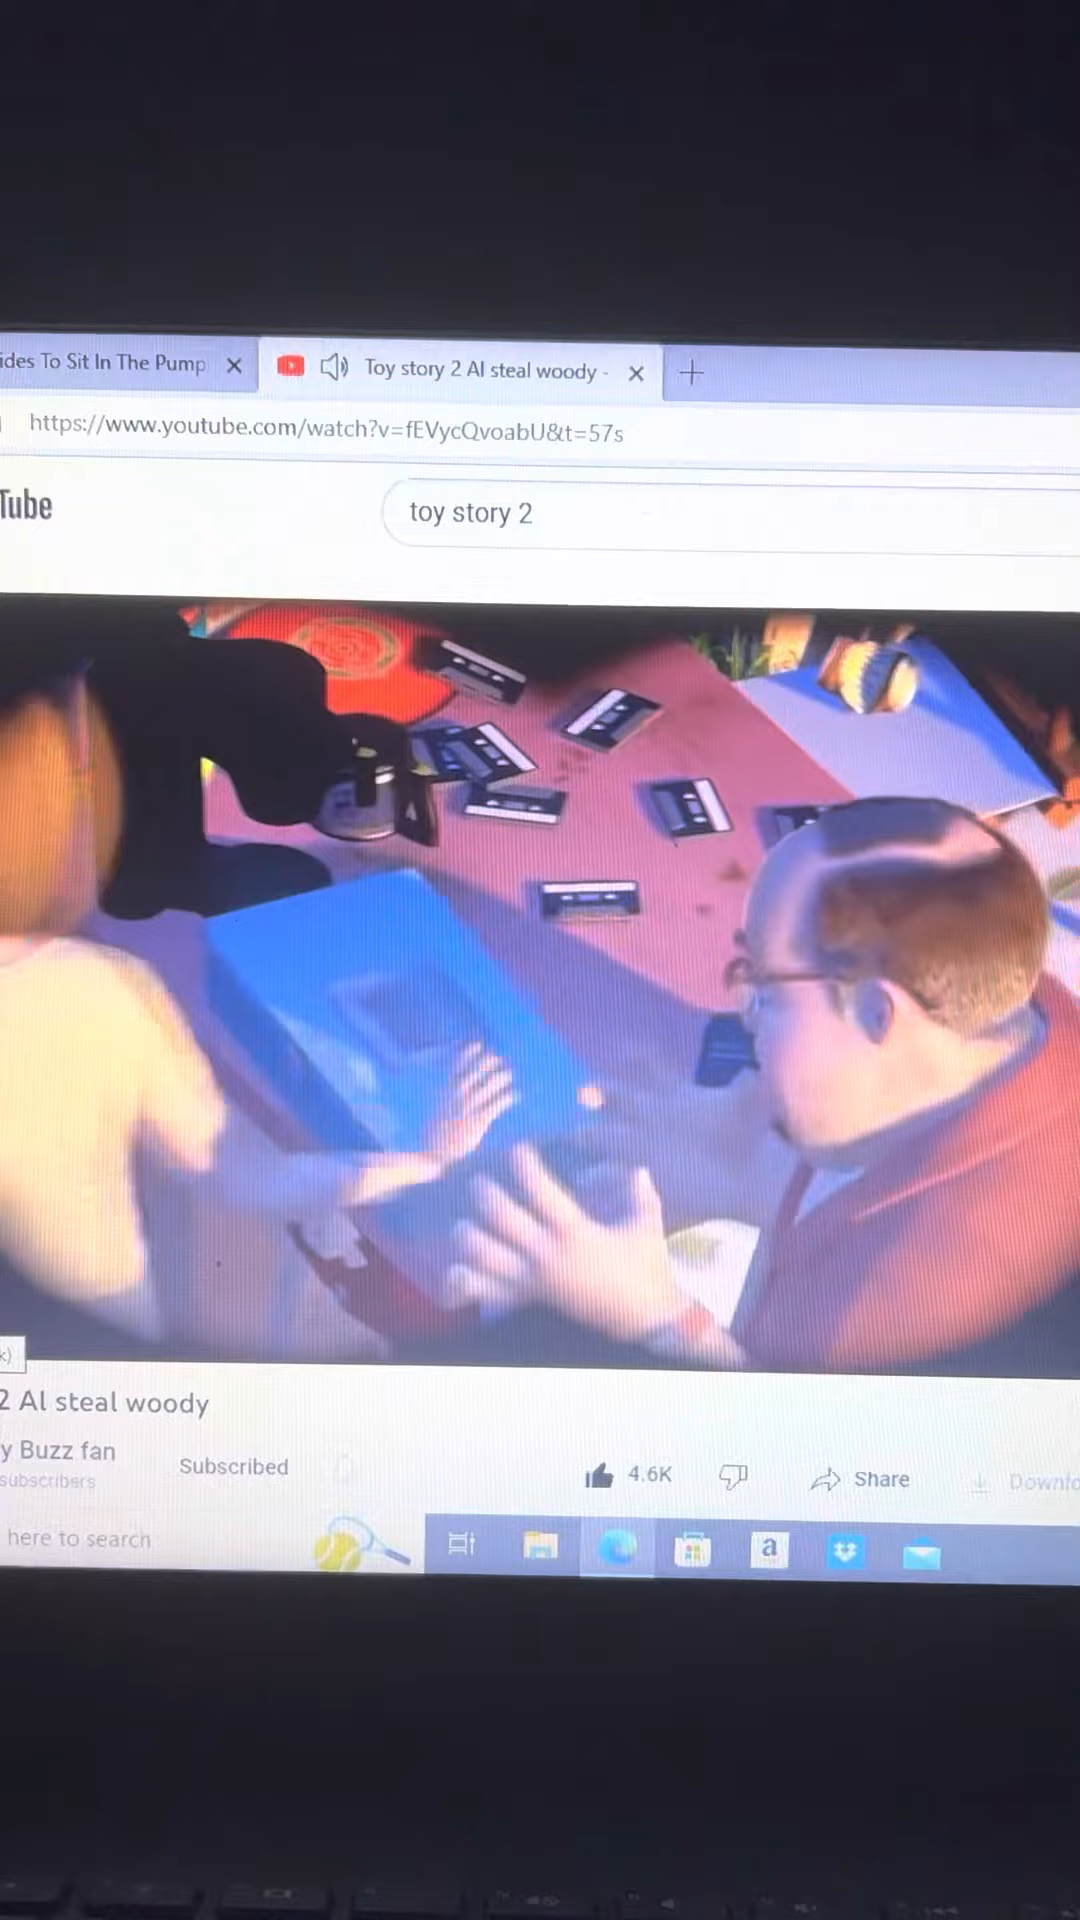 ides To Sit In The Pump
Toy story 2 Al steal woody -
https://www.youtube.com/watch?v=fEVycQvoabU&t=57s
Tube
toy story 2
k)
2 Al steal woody
y Buzz fan
subscribers
Subscribed
4.6K
Share
Downlo
here to search
a